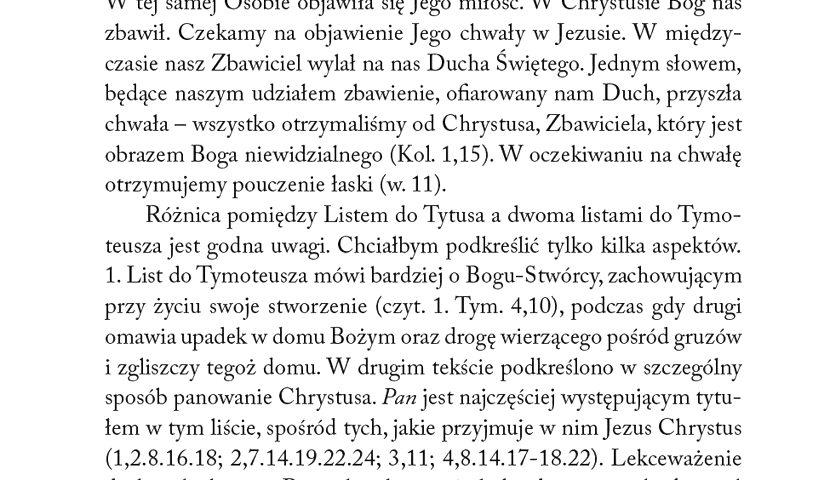 W tej samej Osobie objawiła się Jego miłość. W Chrystusie Bóg nas
zbawił. Czekamy na objawienie Jego chwały w Jezusie. W między-
czasie nasz Zbawiciel wylał na nas Ducha Świętego. Jednym słowem,
będące naszym udziałem zbawienie, ofiarowany nam Duch, przyszła
chwała – wszystko otrzymaliśmy od Chrystusa, Zbawiciela, który jest
obrazem Boga niewidzialnego (Kol. 1,15). W oczekiwaniu na chwałę
otrzymujemy pouczenie łaski (w. 11).
Różnica pomiędzy Listem do Tytusa a dwoma listami do Tymo-
teusza jest godna uwagi. Chciałbym podkreślić tylko kilka aspektów.
1. List do Tymoteusza mówi bardziej o Bogu-Stwórcy, zachowującym
przy życiu swoje stworzenie (czyt. 1. Tym. 4,10), podczas gdy drugi
omawia upadek w domu Bożym oraz drogę wierzącego pośród gruzów
i zgliszczy tegoż domu. W drugim tekście podkreślono w szczególny
sposób panowanie Chrystusa. Pan jest najczęściej występującym tytu-
łem w tym liście, spośród tych, jakie przyjmuje w nim Jezus Chrystus
(1,2.8.16.18; 2,7.14.19.22.24; 3,11; 4,8.14.17-18.22). Lekceważenie